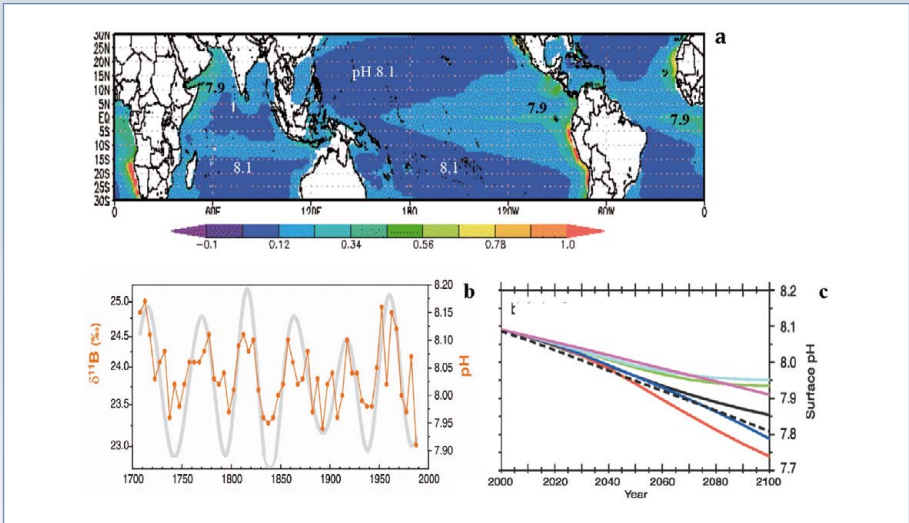 a
30N
25N
20N
15N
10N
5N
EQ
5S
10S
15S
20S
25S
30S
pH 8.1
7.9
7.9
7.9
8.1
8.1
0 60E 120E 180 120W 60W 0
-0.1 0.12 0.34 0.56 0.78 1.0
b
25.0
24.5
24.0
23.5
23.0
δ¹¹B (‰)
8.20
8.15
8.10
8.05
8.00
7.95
7.90
pH
1700 1750 1800 1850 1900 1950 2000
c
8.2
8.1
8.0
7.9
7.8
7.7
Surface pH
2000 2020 2040 2060 2080 2100
Year